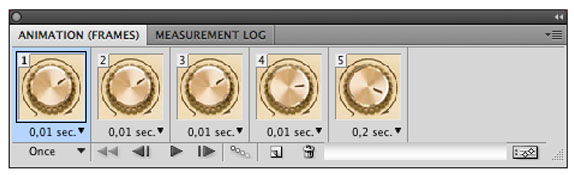 ANIMATION (FRAMES) MEASUREMENT LOG
1 2 3 4 5
0,01 sec. 0,01 sec. 0,01 sec. 0,01 sec. 0,2 sec.
Once